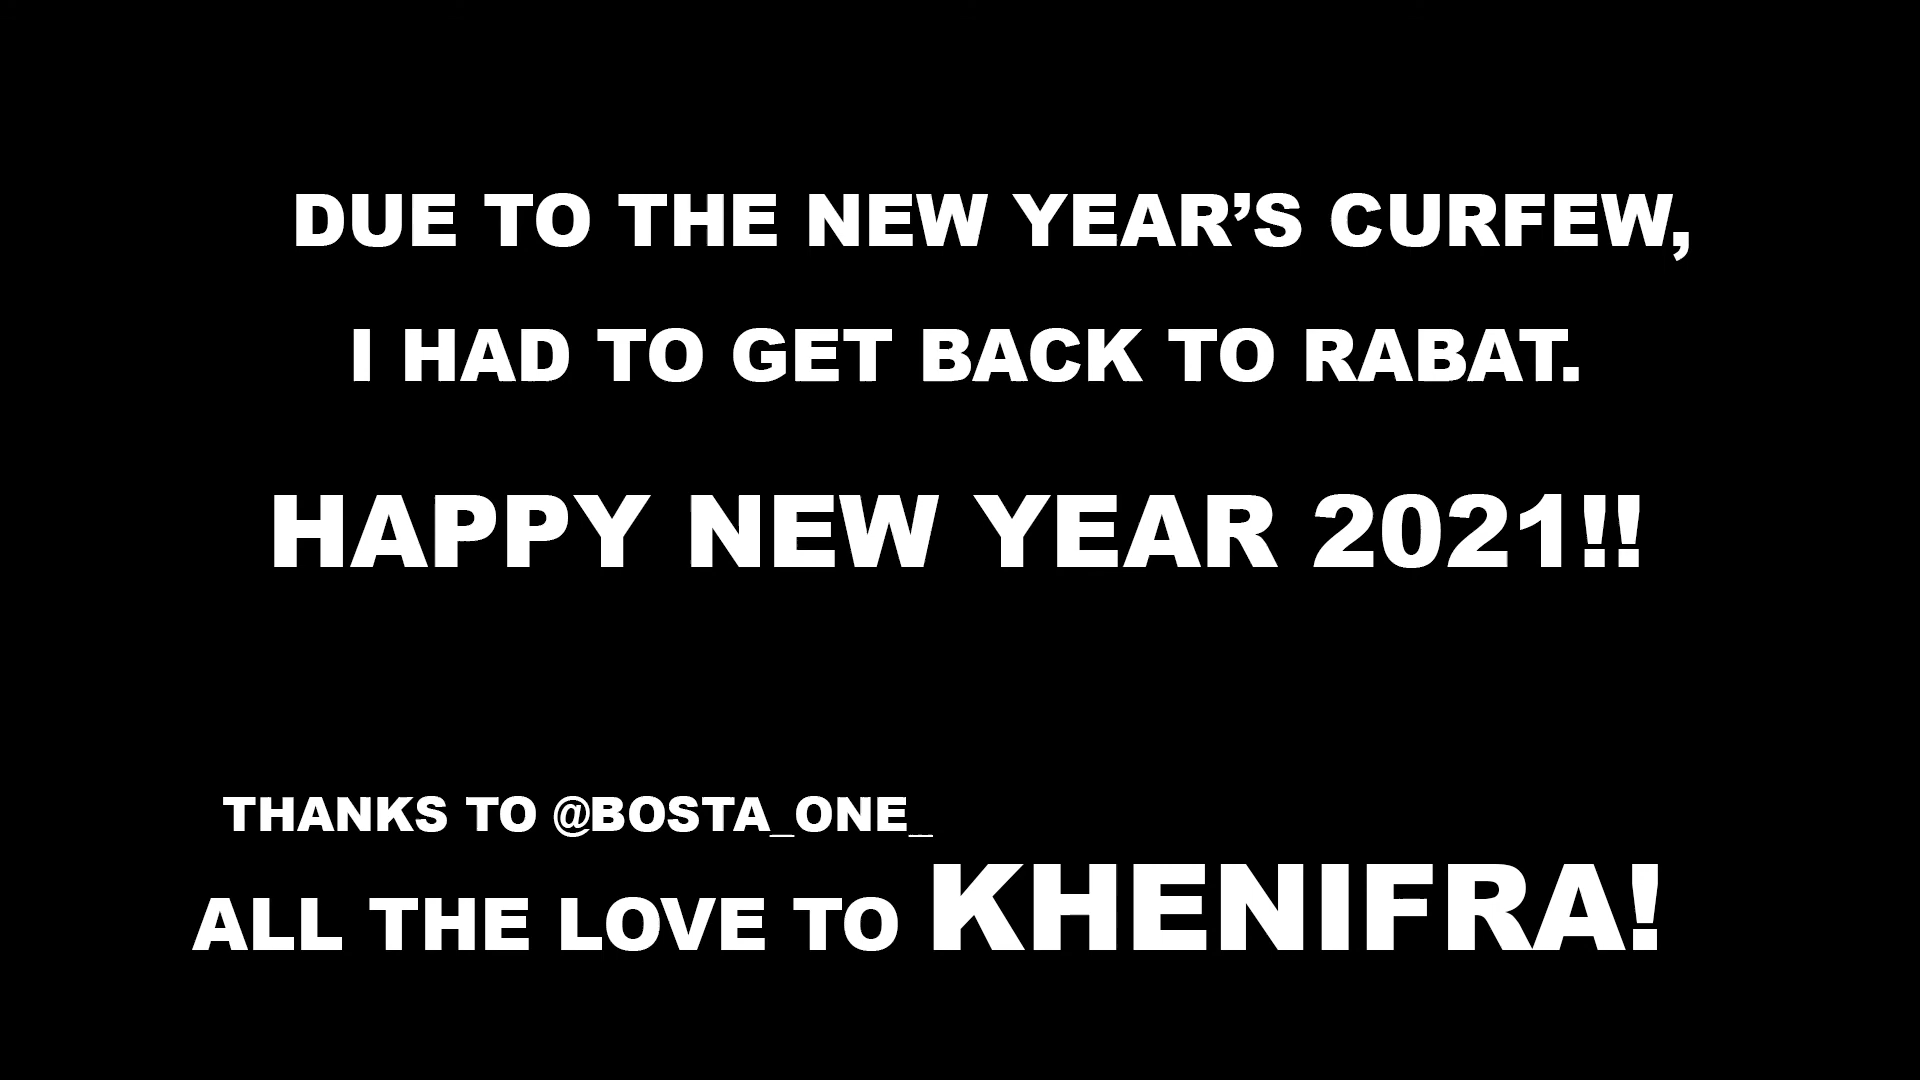 DUE TO THE NEW YEAR’S CURFEW,
I HAD TO GET BACK TO RABAT.
HAPPY NEW YEAR 2021!!
THANKS TO @BOSTA_ONE_
ALL THE LOVE TO KHENIFRA!